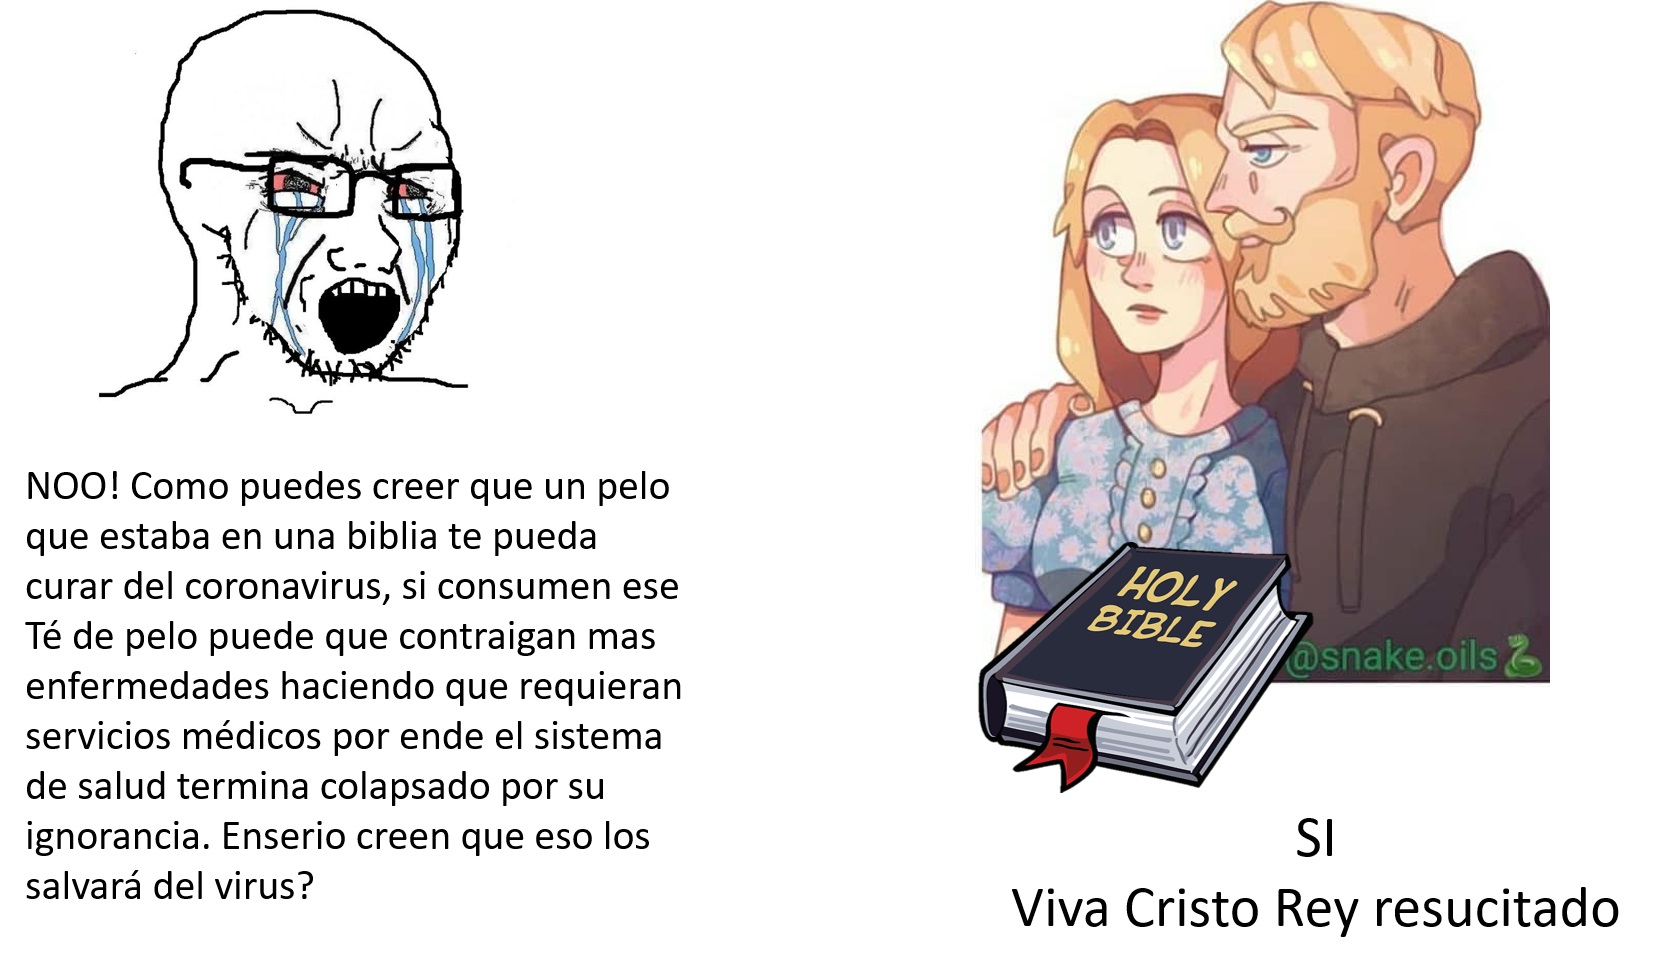 NOO! Como puedes creer que un pelo
que estaba en una biblia te pueda
curar del coronavirus, si consumen ese
Té de pelo puede que contraigan mas
enfermedades haciendo que requieran
servicios médicos por ende el sistema
de salud termina colapsado por su
ignorancia. Enserio creen que eso los
salvará del virus?
HOLY
BIBLE
@snake.oils
SI
Viva Cristo Rey resucitado